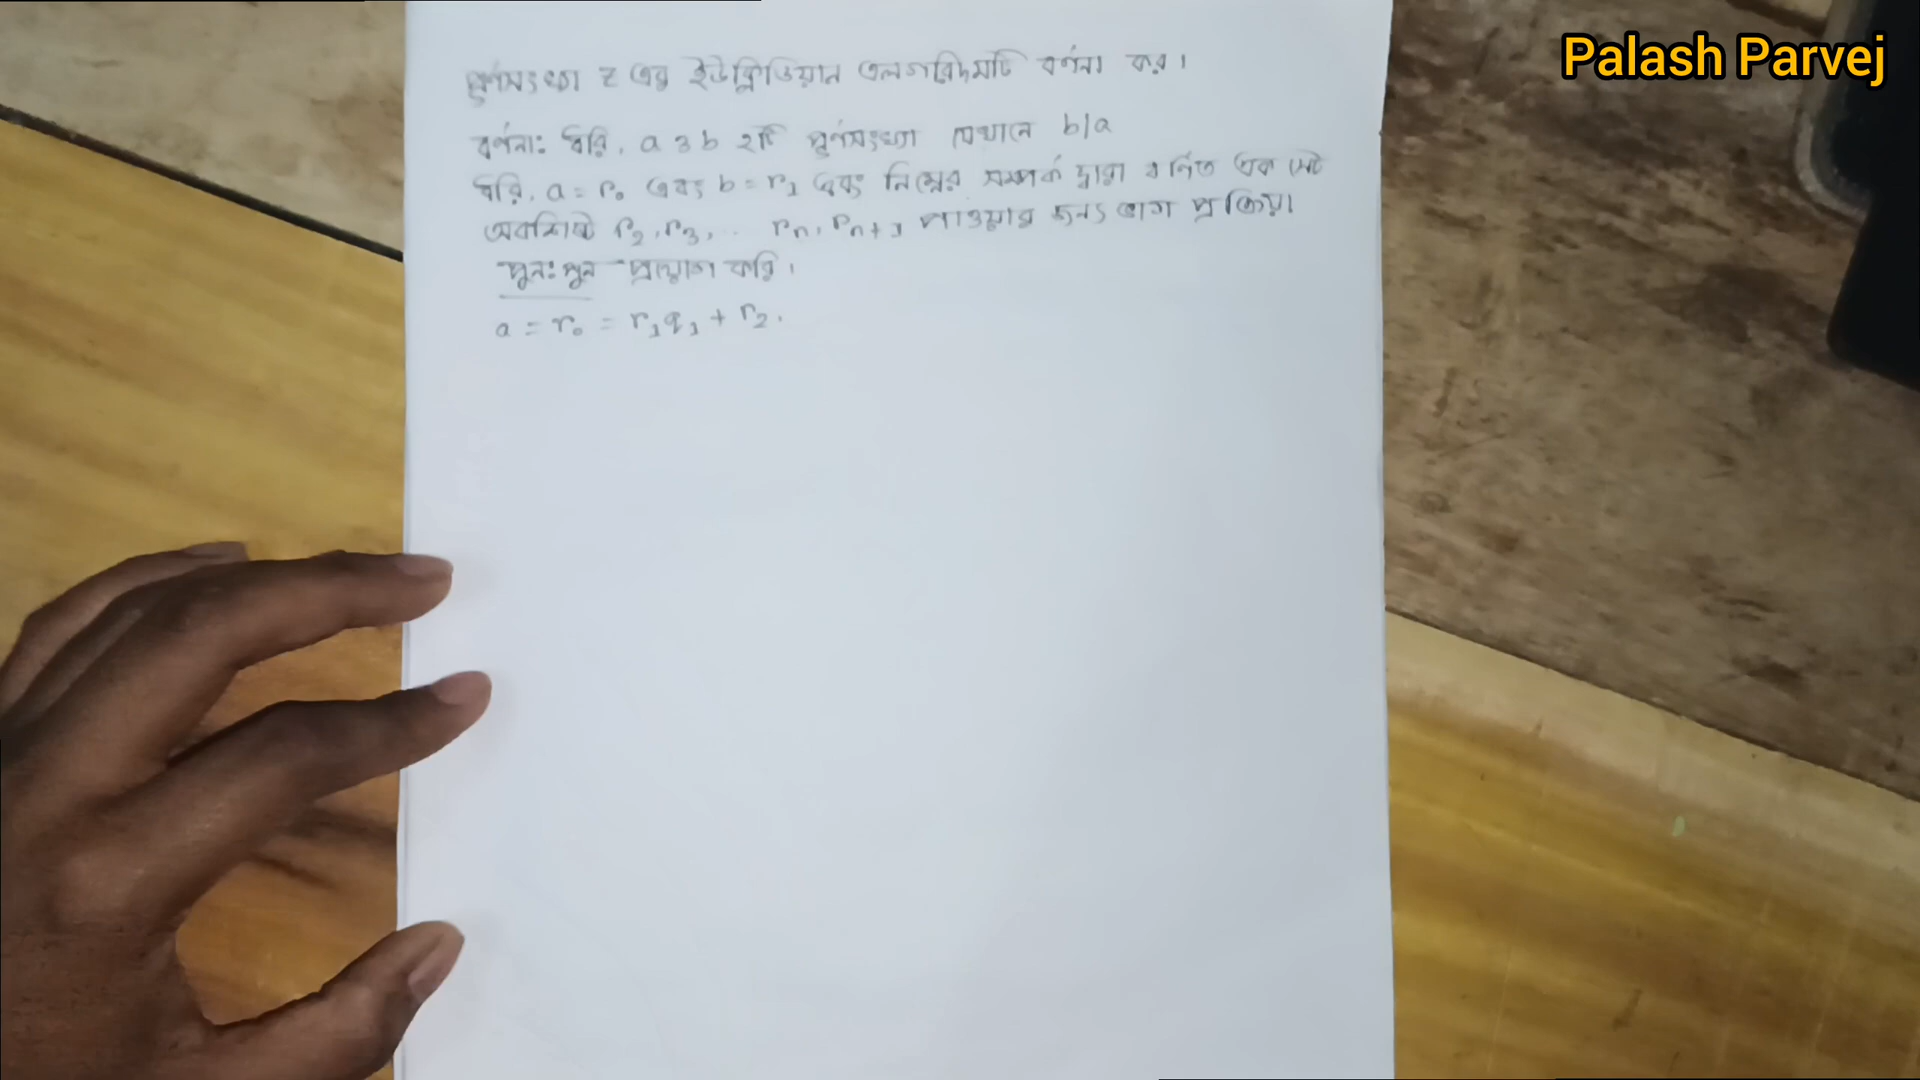 Palash Parvej
পূর্ণসংখ্যা Z এর ইউক্লিডিয়ান এলগরিদমটি বর্ণনা কর।
বর্ণনা: ধরি, a ও b ২টি পূর্ণসংখ্যা যেখানে b|a
ধরি, a = r₀ এবং b = r₁ এবং নিম্নের সম্পর্ক দ্বারা বর্ণিত এক সেট
অবশিষ্ট r₂, r₃, .. rₙ, rₙ₊₁ পাওয়ার জন্য ভাগ প্রক্রিয়া
পুনঃপুন প্রয়োগ করি।
a = r₀ = r₁q₁ + r₂.